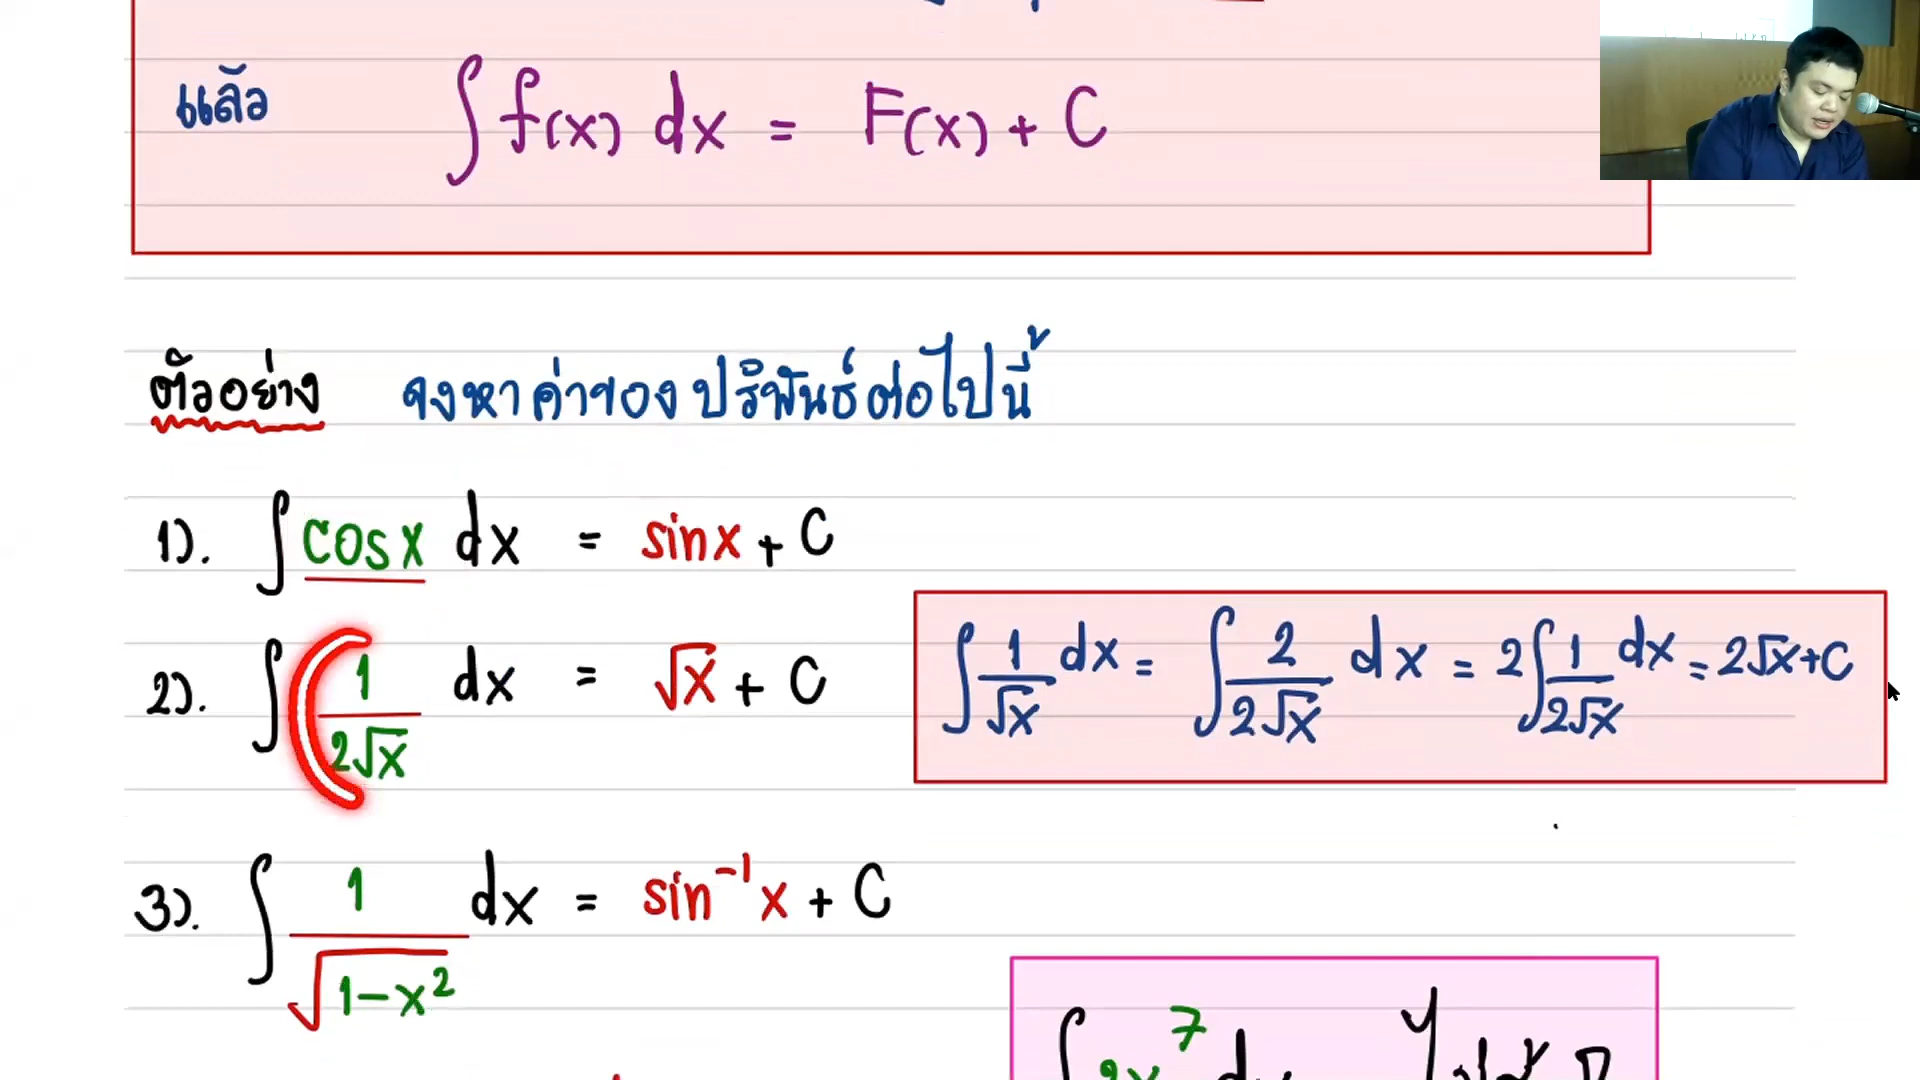 แล้ว ∫ f(x) dx = F(x) + C
ตัวอย่าง จงหาค่าของปริพันธ์ต่อไปนี้
1). ∫ cos x dx = sin x + C
2). ∫ 1/(2√x) dx = √x + C
∫ 1/√x dx = ∫ 2/(2√x) dx = 2∫ 1/(2√x) dx = 2√x + C
3). ∫ 1/√(1-x²) dx = sin⁻¹x + C